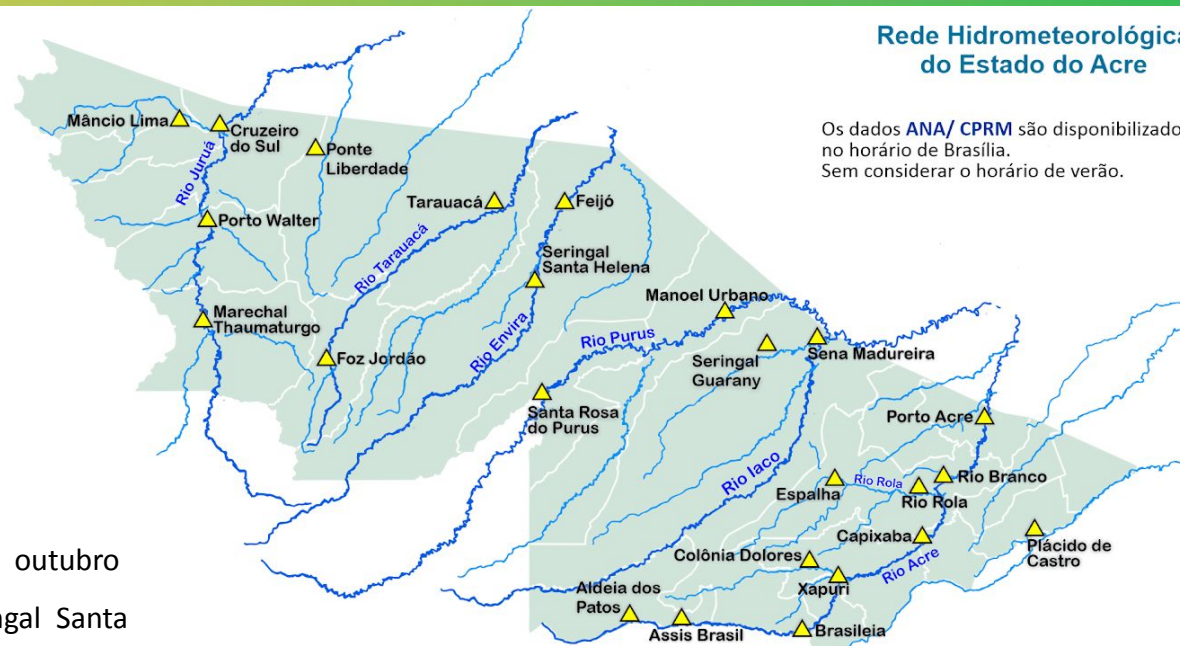 Rede Hidrometeorológica
do Estado do Acre
Os dados ANA/ CPRM são disponibilizado
no horário de Brasília.
Sem considerar o horário de verão.
Mâncio Lima
Cruzeiro
do Sul
Ponte
Liberdade
Rio Juruá
Porto Walter
Tarauacá
Feijó
Rio Tarauacá
Seringal
Santa Helena
Marechal
Thaumaturgo
Foz Jordão
Rio Envira
Manoel Urbano
Rio Purus
Seringal
Guarany
Sena Madureira
Santa Rosa
do Purus
Porto Acre
Rio Iaco
Espalha
Rio Rola
Rio Rola
Rio Branco
Capixaba
Plácido de
Castro
Colônia Dolores
Rio Acre
Xapuri
Aldeia dos
Patos
Assis Brasil
Brasileia
outubro
gal Santa